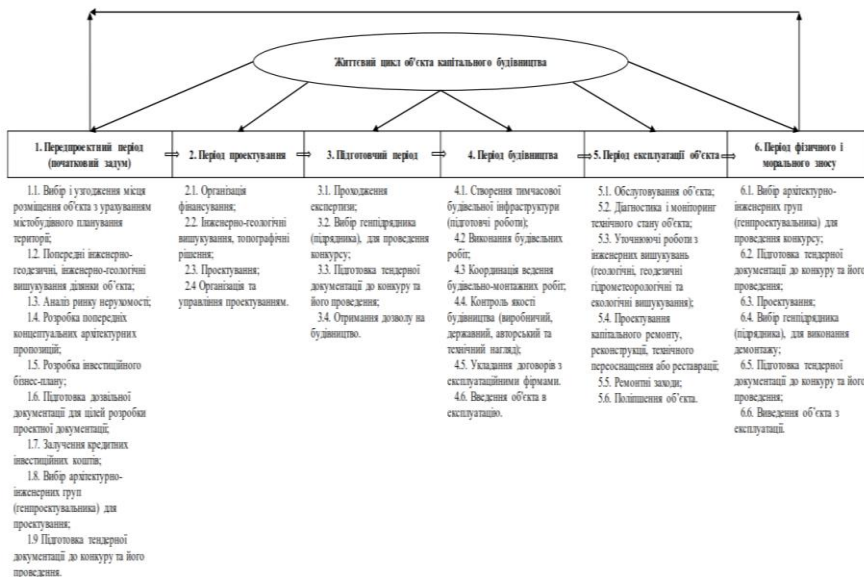 Життєвий цикл об'єкта капітального будівництва
1. Передпроектний період
(початковий задум)
2. Період проектування
3. Підготовчий період
4. Період будівництва
5. Період експлуатації об'єкта
6. Період фізичного і
морального зносу
1.1. Вибір і узгодження місця
розміщення об'єкта з урахуванням
містобудівного планування
території;
1.2. Попередні інженерно-
геодезичні, інженерно-геологічні
вишукування ділянки об'єкта;
1.3. Аналіз ринку нерухомості;
1.4. Розробка попередніх
концептуальних архітектурних
пропозицій;
1.5. Розробка інвестиційного
бізнес-плану;
1.6. Підготовка дозвільної
документації для цілей розробки
проектної документації;
1.7. Залучення кредитних
інвестиційних коштів;
1.8. Вибір архітектурно-
інженерних груп
(генпроектувальника) для
проектування;
1.9 Підготовка тендерної
документації до конкуру та його
проведення.
2.1. Організація
фінансування;
2.2. Інженерно-геологічні
вишукування, топографічні
рішення;
2.3. Проектування;
2.4 Організація та
управління проектуванням.
3.1. Проходження
експертизи;
3.2. Вибір генпідрядника
(підрядника), для проведення
конкурсу;
3.3. Підготовка тендерної
документації до конкуру та
його проведення;
3.4. Отримання дозволу на
будівництво.
4.1. Створення тимчасової
будівельної інфраструктури
(підготовчі роботи);
4.2 Виконання будівельних
робіт;
4.3 Координація ведення
будівельно-монтажних робіт;
4.4. Контроль якості
будівництва (виробничий,
державний, авторський та
технічний нагляд);
4.5. Укладання договорів з
експлуатаційними фірмами.
4.6. Введення об'єкта в
експлуатацію.
5.1. Обслуговування об'єкта;
5.2. Діагностика і моніторинг
технічного стану об'єкта;
5.3. Уточнюючі роботи з
інженерних вишукувань
(геологічні, геодезичні
гідрометеорологічні та
екологічні вишукування);
5.4. Проектування
капітального ремонту,
реконструкції, технічного
переоснащення або реставрації;
5.5. Ремонтні заходи;
5.6. Поліпшення об'єкта.
6.1. Вибір архітектурно-
інженерних груп
(генпроектувальника) для
проведення конкурсу;
6.2. Підготовка тендерної
документації до конкуру та його
проведення;
6.3. Проектування;
6.4. Вибір генпідрядника
(підрядника), для виконання
демонтажу;
6.5. Підготовка тендерної
документації до конкуру та його
проведення;
6.6. Виведення об'єкта з
експлуатації.